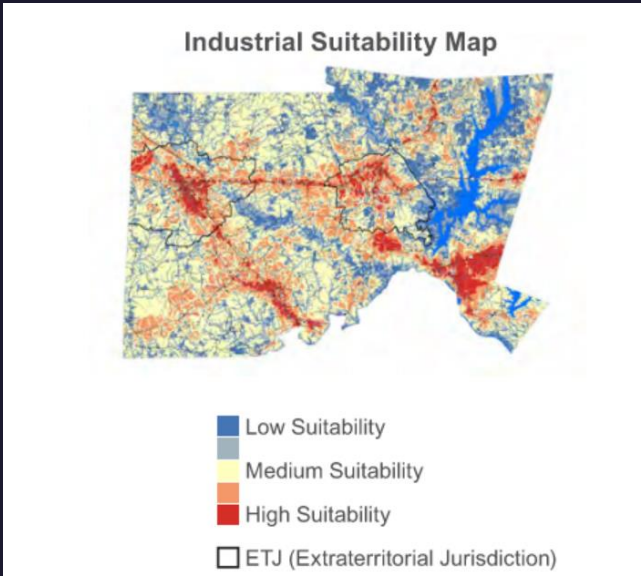 Industrial Suitability Map
Low Suitability
Medium Suitability
High Suitability
ETJ (Extraterritorial Jurisdiction)